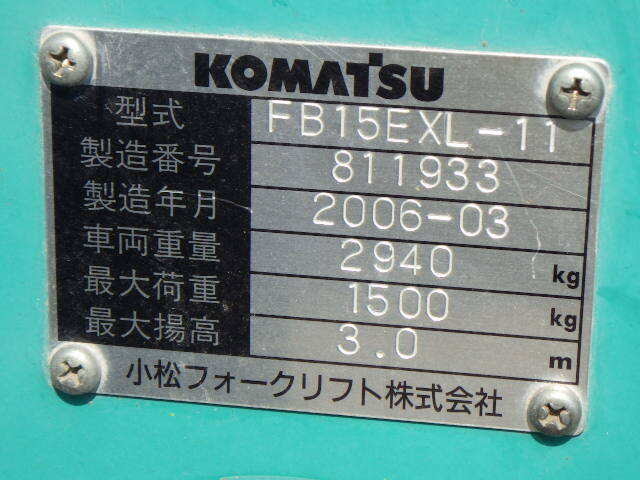 KOMATSU
型式 FB15EXL-11
製造番号 811933
製造年月 2006-03
車両重量 2940 kg
最大荷重 1500 kg
最大揚高 3.0 m
小松フォークリフト株式会社